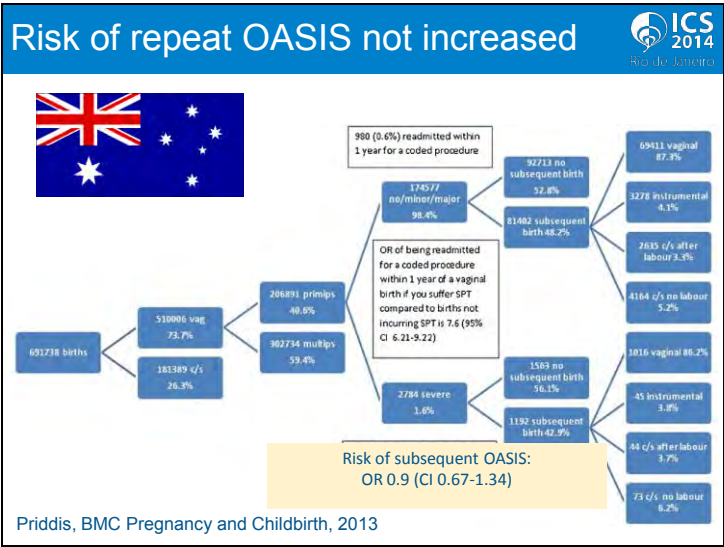 Risk of repeat OASIS not increased
ICS
2014
Rio de Janeiro
980 (0.6%) readmitted within
1 year for a coded procedure
691738 births
510006 vag
73.7%
181389 c/s
26.3%
206891 primips
40.6%
302734 multips
59.4%
174577
no/minor/major
98.4%
OR of being readmitted
for a coded procedure
within 1 year of a vaginal
birth if you suffer SPT
compared to births not
incurring SPT is 7.6 (95%
CI 6.21-9.22)
2784 severe
1.6%
92713 no
subsequent birth
52.8%
81402 subsequent
birth 48.2%
1563 no
subsequent birth
56.1%
1192 subsequent
birth 42.9%
69411 vaginal
87.3%
3278 instrumental
4.1%
2635 c/s after
labour 3.3%
4164 c/s no labour
5.2%
1016 vaginal 86.2%
45 instrumental
3.8%
44 c/s after labour
3.7%
73 c/s no labour
6.2%
Risk of subsequent OASIS:
OR 0.9 (CI 0.67-1.34)
Priddis, BMC Pregnancy and Childbirth, 2013